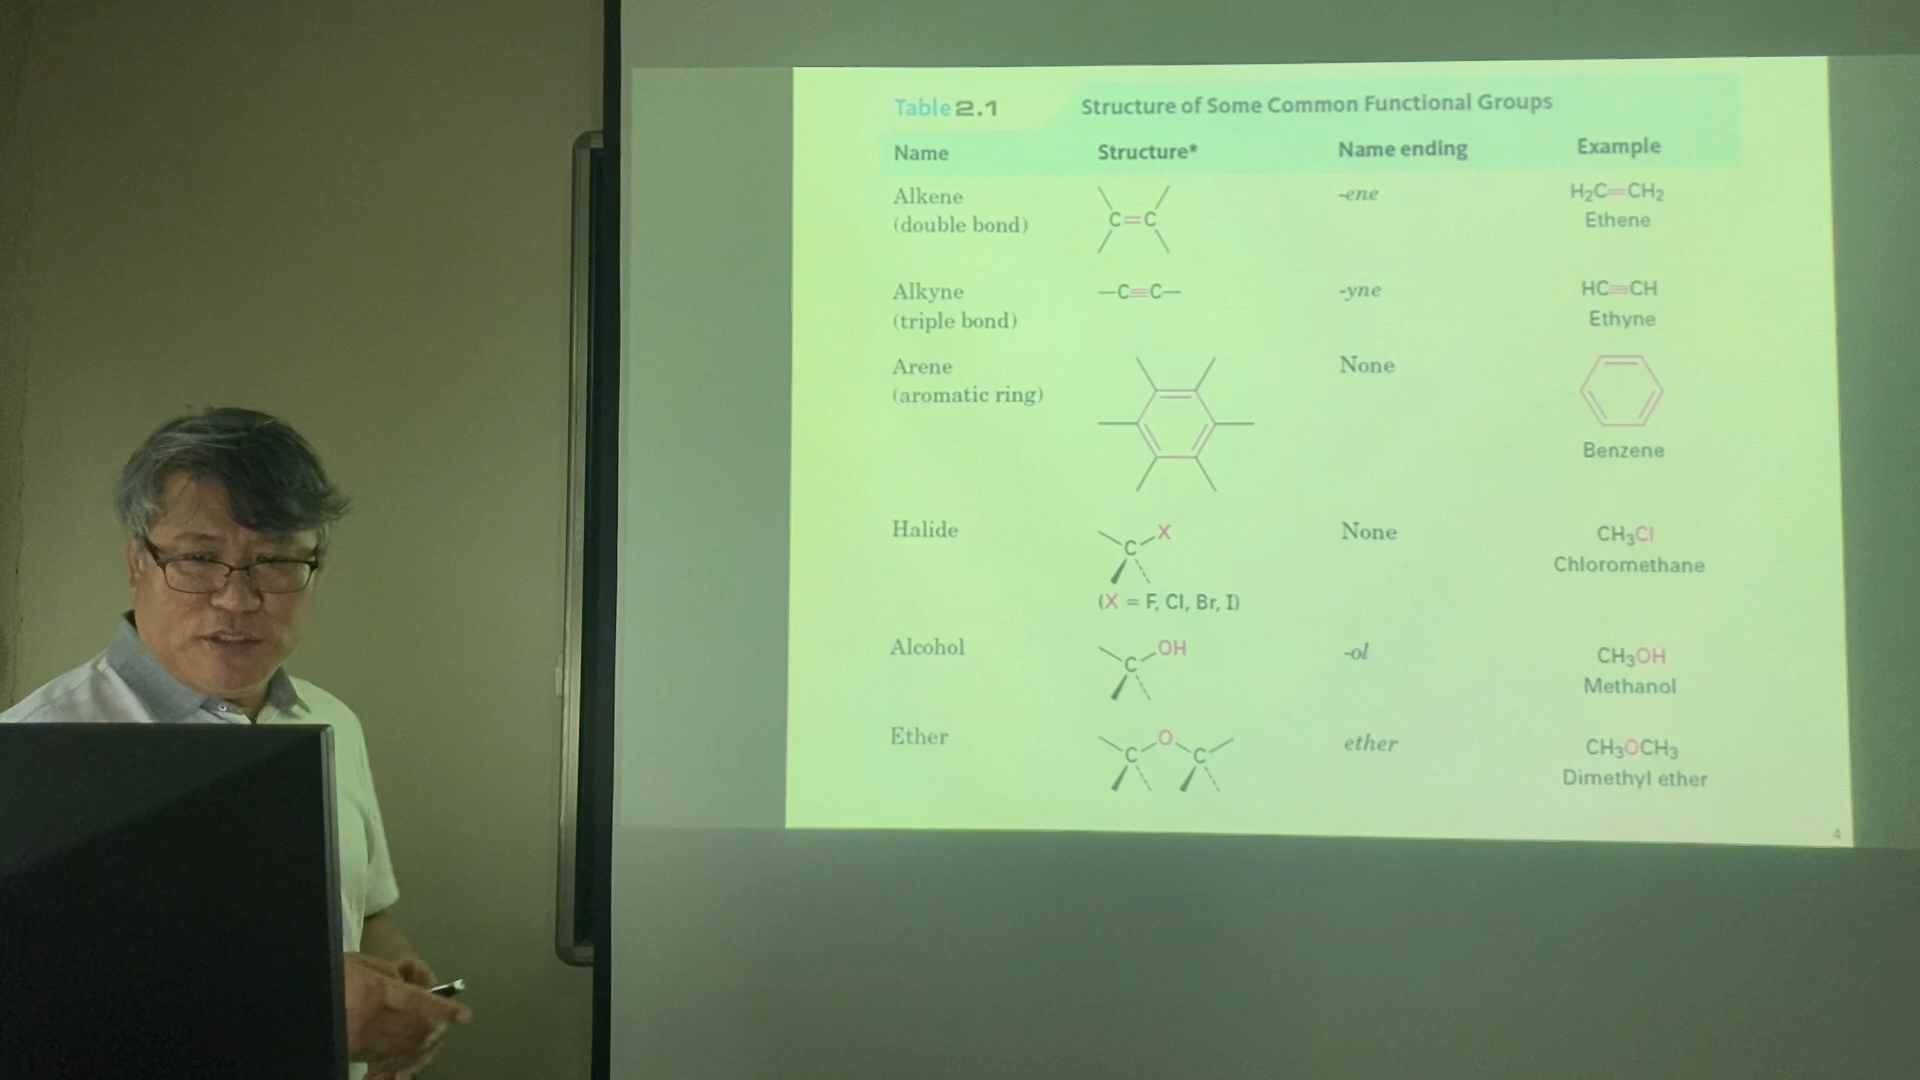 Table 2.1 Structure of Some Common Functional Groups
Name Structure* Name ending Example
Alkene
(double bond)
C=C
-ene
H₂C=CH₂
Ethene
Alkyne
(triple bond)
—C≡C—
-yne
HC≡CH
Ethyne
Arene
(aromatic ring)
None
Benzene
Halide
C X
(X = F, Cl, Br, I)
None
CH₃Cl
Chloromethane
Alcohol
C OH
-ol
CH₃OH
Methanol
Ether
C O C
ether
CH₃OCH₃
Dimethyl ether
4